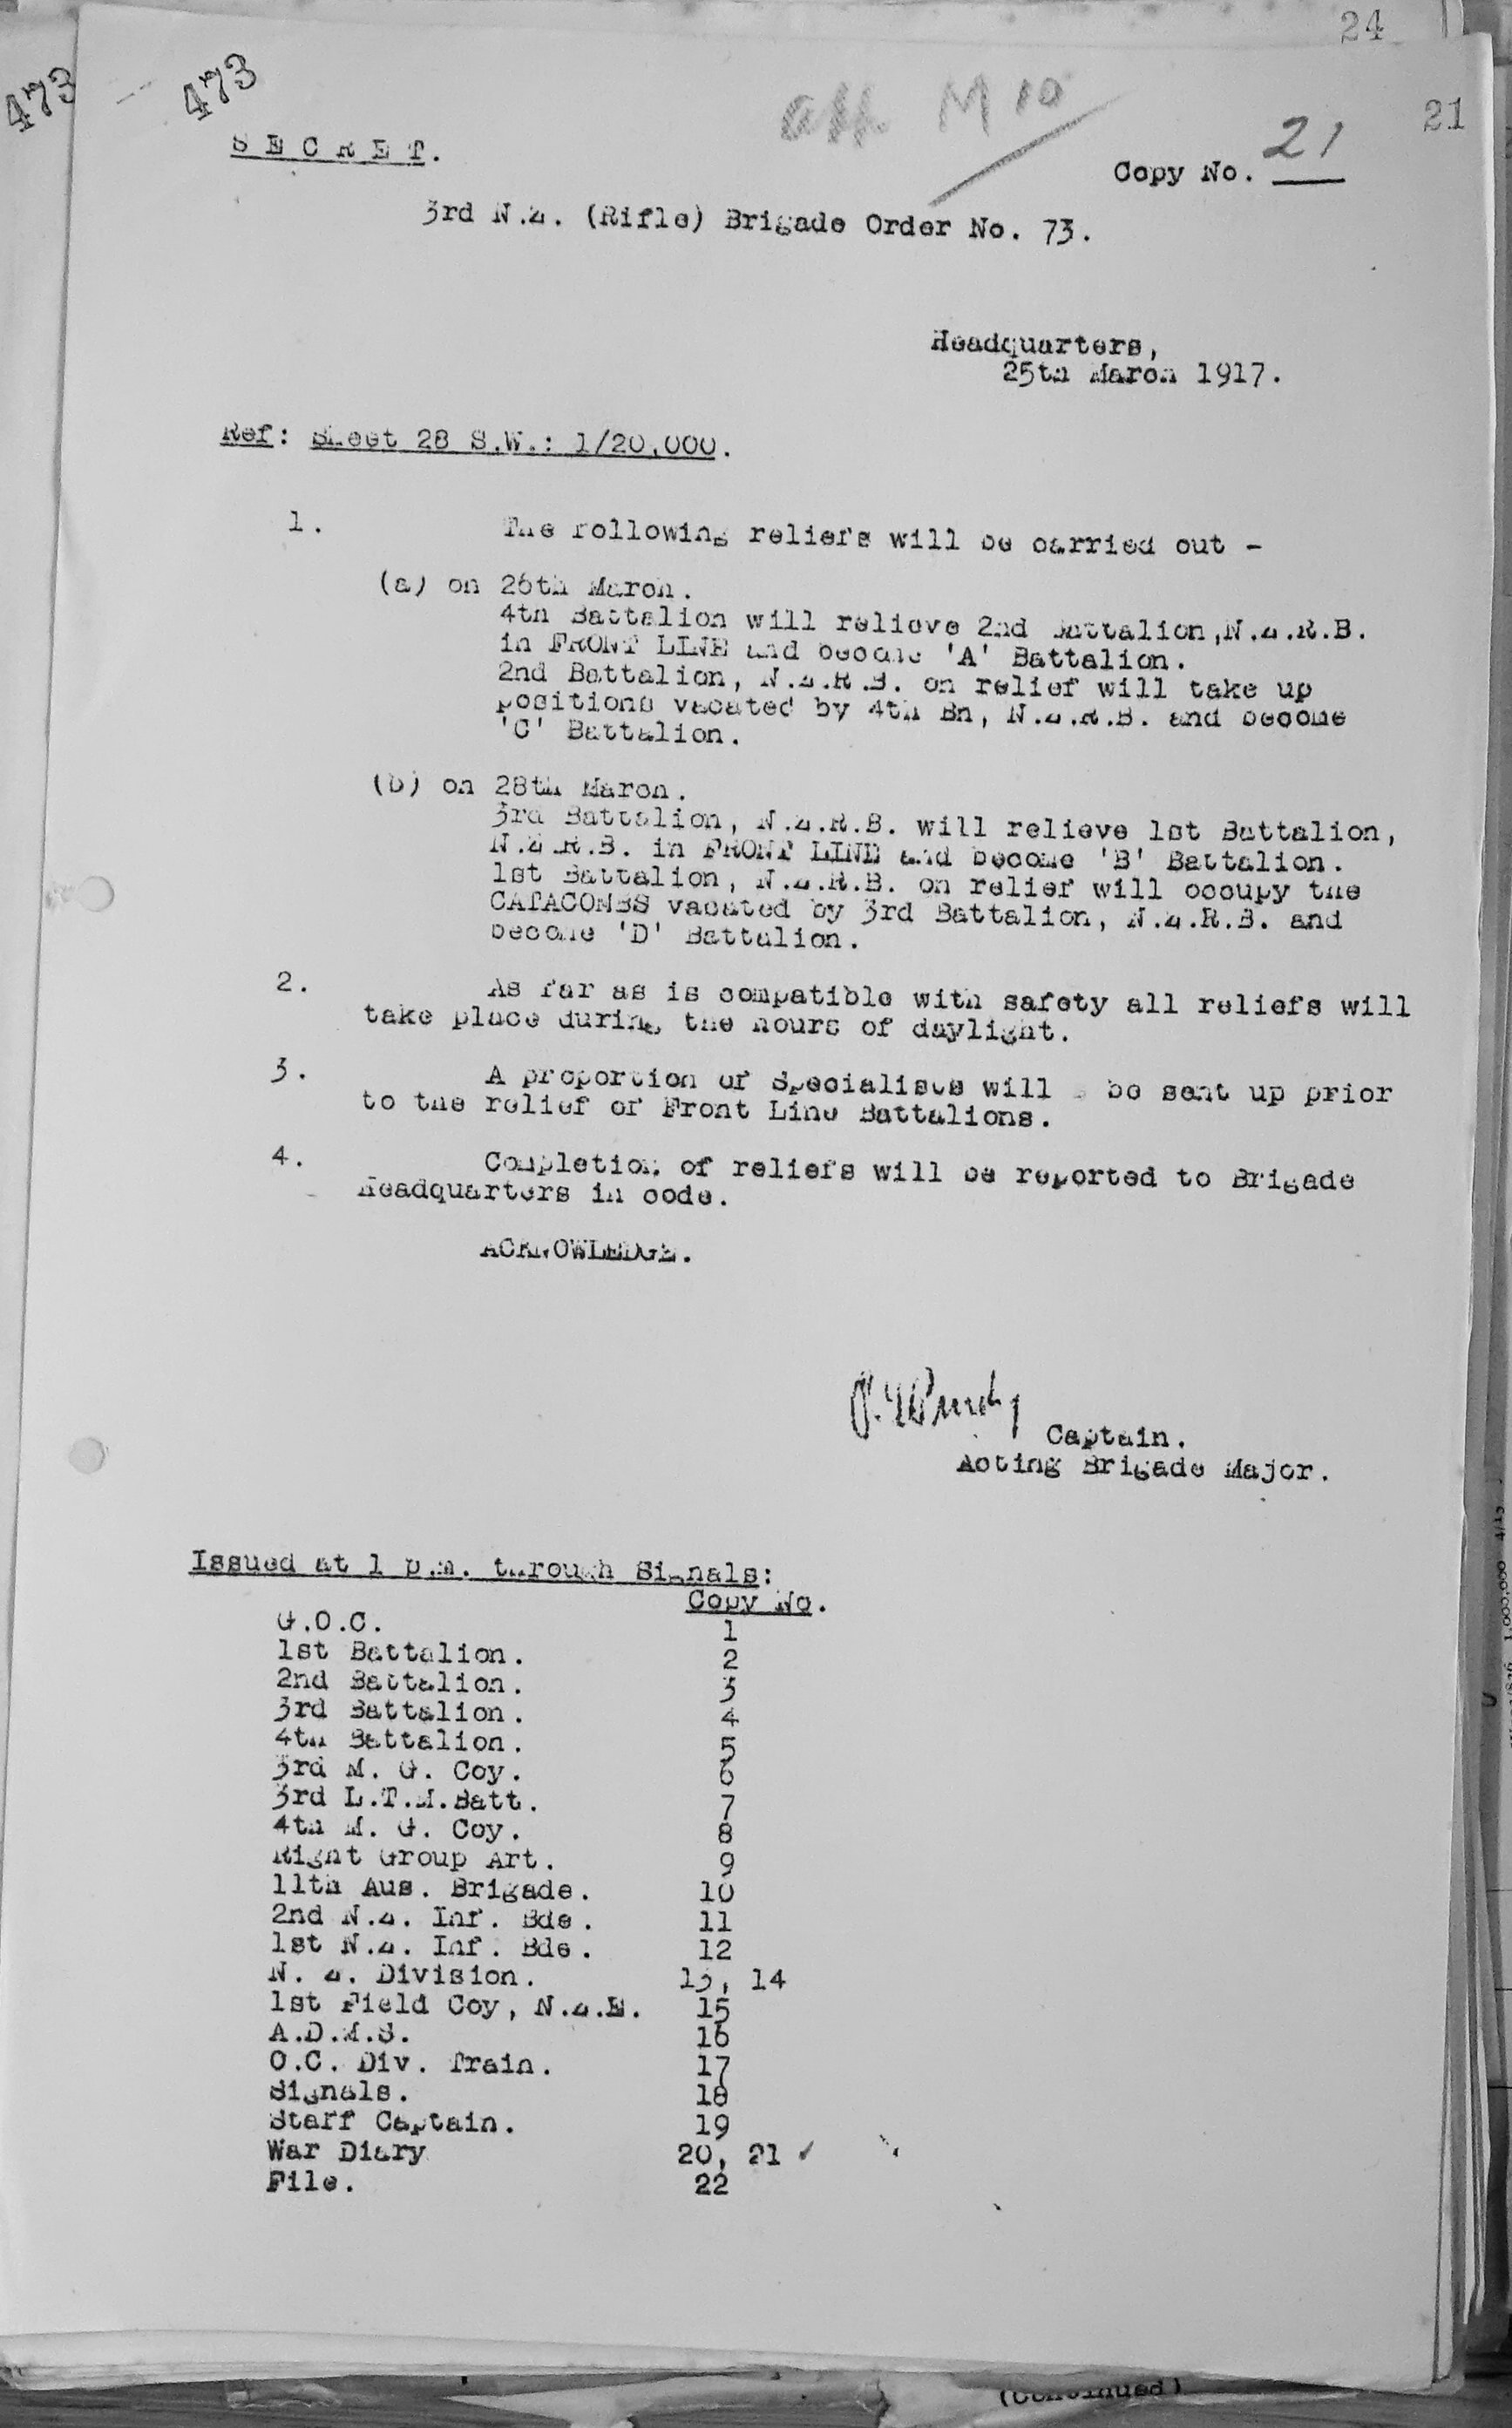 24
473
473
App. M 10
21
SECRET.
Copy No. 21
3rd N.Z. (Rifle) Brigade Order No. 73.
Headquarters,
25th March 1917.
Ref: Sheet 28 S.W.: 1/20,000.
1. The following reliefs will be carried out -
(a) on 26th March.
4th Battalion will relieve 2nd Battalion,N.Z.R.B.
in FRONT LINE and become 'A' Battalion.
2nd Battalion, N.Z.R.B. on relief will take up
positions vacated by 4th Bn, N.Z.R.B. and become
'C' Battalion.
(b) on 28th March.
3rd Battalion, N.Z.R.B. will relieve 1st Battalion,
N.Z.R.B. in FRONT LINE and become 'B' Battalion.
1st Battalion, N.Z.R.B. on relief will occupy the
CATACOMBS vacated by 3rd Battalion, N.Z.R.B. and
become 'D' Battalion.
2. As far as is compatible with safety all reliefs will
take place during the hours of daylight.
3. A proportion of Specialists will be sent up prior
to the relief of Front Line Battalions.
4. Completion of reliefs will be reported to Brigade
Headquarters in code.
ACKNOWLEDGE.
Captain.
Acting Brigade Major.
Issued at 1 p.m. through Signals:
Copy No.
G.O.C. 1
1st Battalion. 2
2nd Battalion. 3
3rd Battalion. 4
4th Battalion. 5
3rd M. G. Coy. 6
3rd L.T.M.Batt. 7
4th M. G. Coy. 8
Right Group Art. 9
11th Aus. Brigade. 10
2nd N.Z. Inf. Bde. 11
1st N.Z. Inf. Bde. 12
N. Z. Division. 13, 14
1st Field Coy, N.Z.E. 15
A.D.M.S. 16
O.C. Div. Train. 17
Signals. 18
Staff Captain. 19
War Diary 20, 21 ✓
File. 22
(Continued)